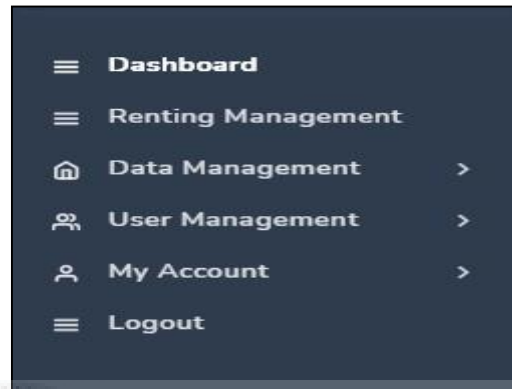 Dashboard
Renting Management
Data Management
User Management
My Account
Logout